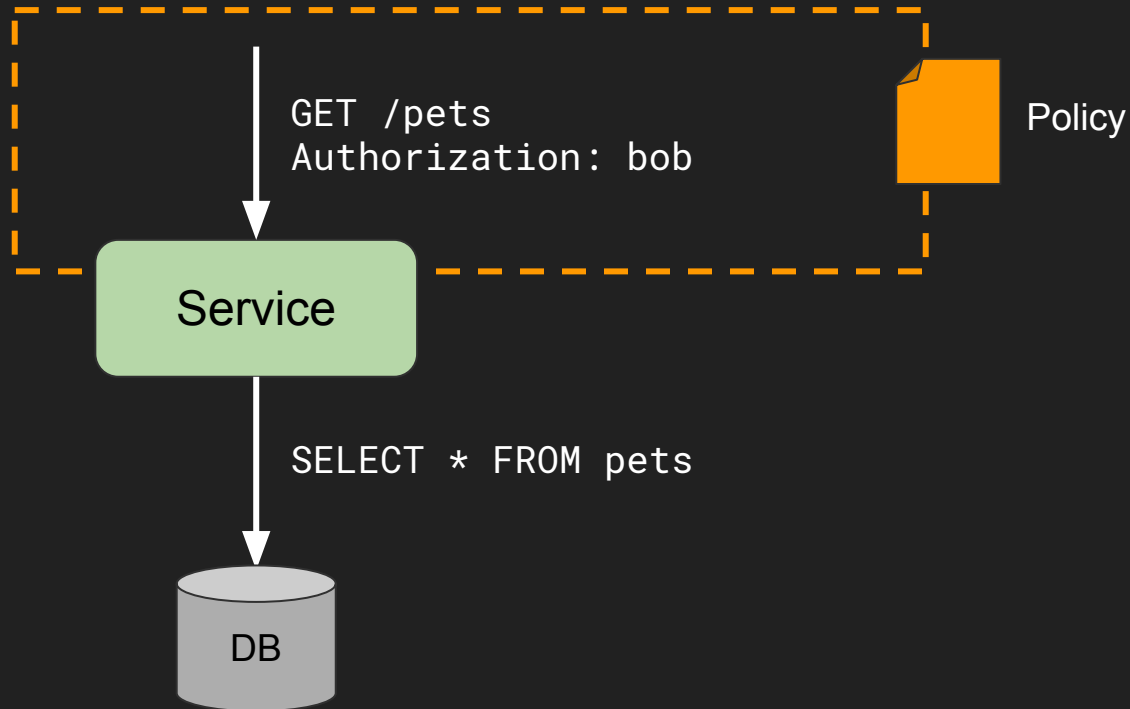 GET /pets
Authorization: bob
Policy
Service
SELECT * FROM pets
DB